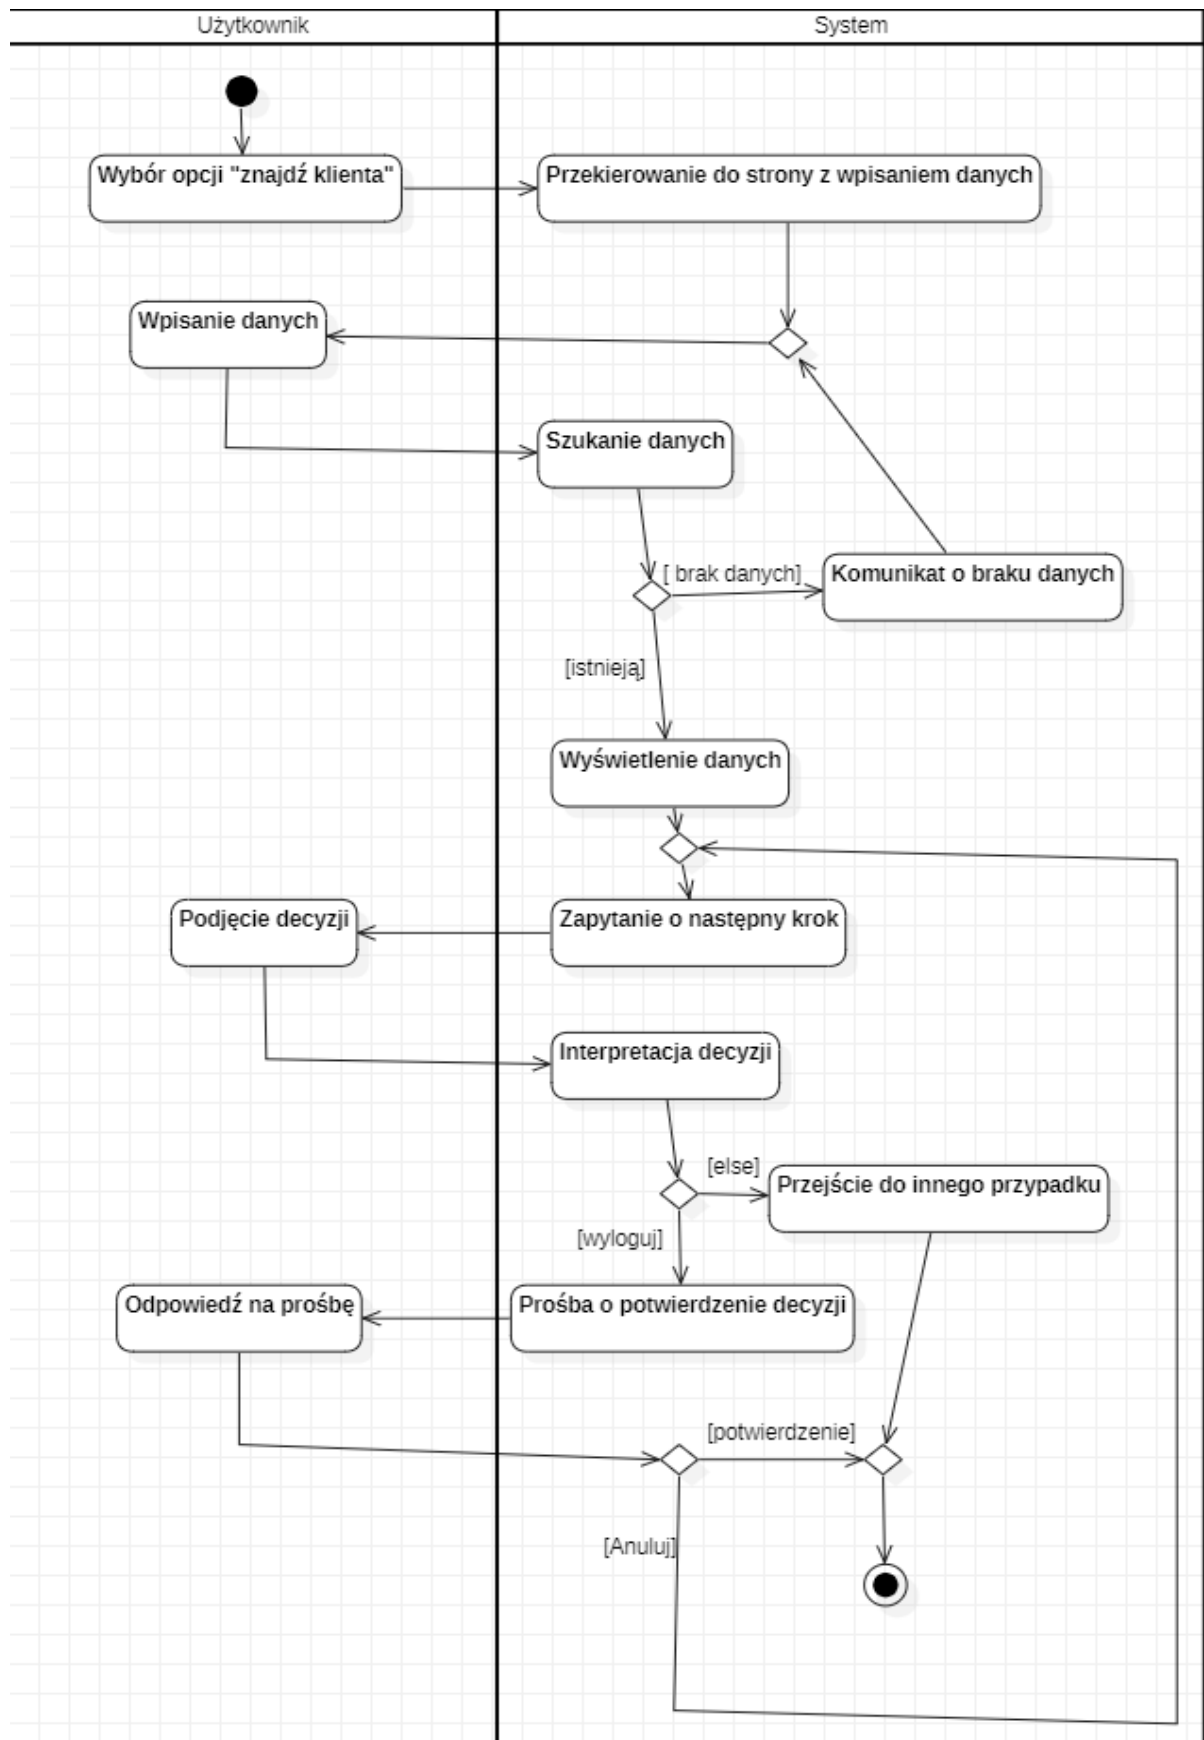 Użytkownik
System
Wybór opcji "znajdź klienta"
Przekierowanie do strony z wpisaniem danych
Wpisanie danych
Szukanie danych
[ brak danych]
Komunikat o braku danych
[istnieją]
Wyświetlenie danych
Podjęcie decyzji
Zapytanie o następny krok
Interpretacja decyzji
[else]
Przejście do innego przypadku
[wyloguj]
Odpowiedź na prośbę
Prośba o potwierdzenie decyzji
[potwierdzenie]
[Anuluj]